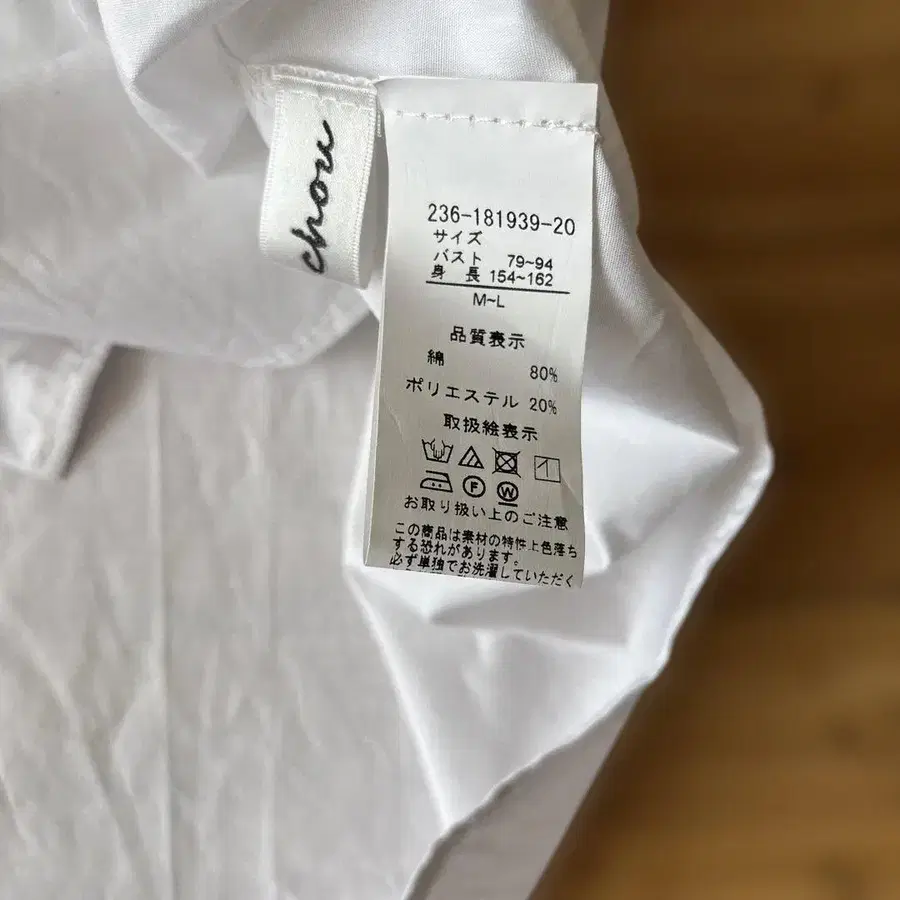 chou
236-181939-20
サイズ
バスト 79~94
身 長 154~162
M~L
品質表示
綿 80%
ポリエステル 20%
取扱絵表示
F W
お取り扱い上のご注意
この商品は素材の特性上色落ち
する恐れがあります。
必ず単独でお洗濯していただく